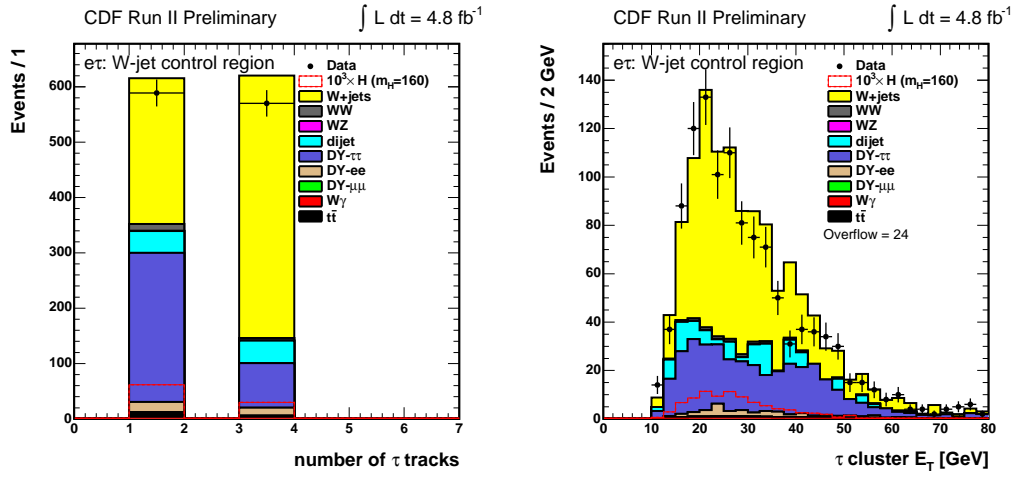 CDF Run II Preliminary
∫ L dt = 4.8 fb⁻¹
Events / 1
eτ: W-jet control region
Data
10³× H (m_H=160)
W+jets
WW
WZ
dijet
DY-ττ
DY-ee
DY-μμ
Wγ
tt̄
600
500
400
300
200
100
0
0 1 2 3 4 5 6 7
number of τ tracks
CDF Run II Preliminary
∫ L dt = 4.8 fb⁻¹
Events / 2 GeV
eτ: W-jet control region
Data
10³× H (m_H=160)
W+jets
WW
WZ
dijet
DY-ττ
DY-ee
DY-μμ
Wγ
tt̄
Overflow = 24
140
120
100
80
60
40
20
0
0 10 20 30 40 50 60 70 80
τ cluster E_T [GeV]